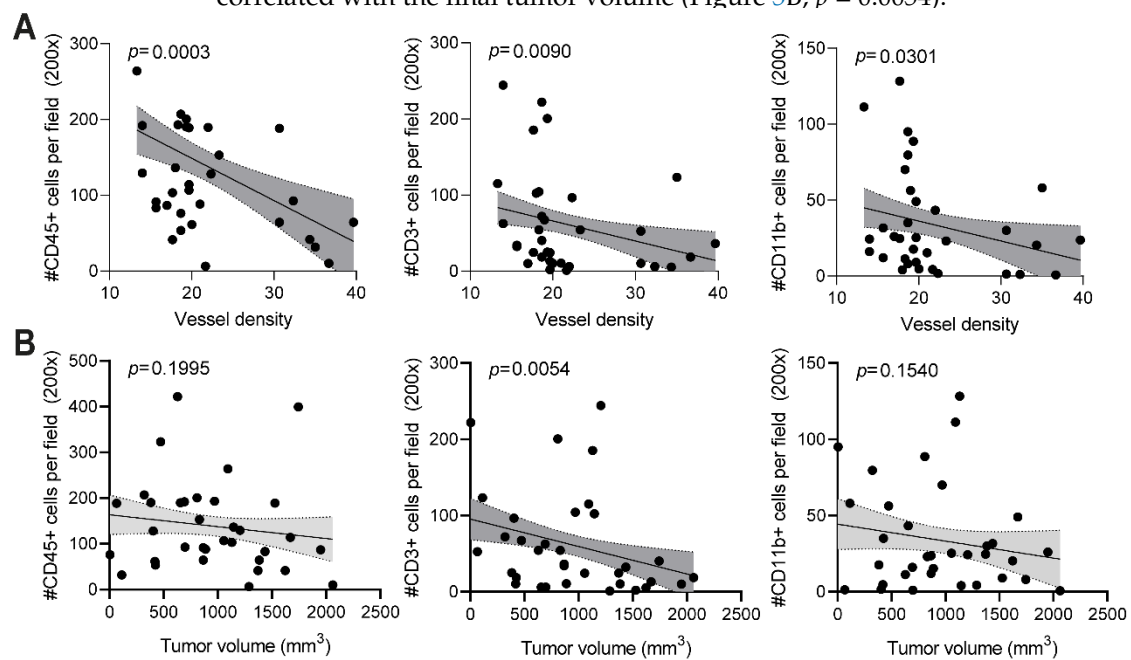 correlated with the final tumor volume (Figure 5B, p = 0.0054).
A
p=0.0003
#CD45+ cells per field (200x)
300
200
100
0
10 20 30 40
Vessel density
p=0.0090
#CD3+ cells per field (200x)
300
200
100
0
10 20 30 40
Vessel density
p=0.0301
#CD11b+ cells per field (200x)
150
100
50
0
10 20 30 40
Vessel density
B
p=0.1995
#CD45+ cells per field (200x)
500
400
300
200
100
0
0 500 1000 1500 2000 2500
Tumor volume (mm³)
p=0.0054
#CD3+ cells per field (200x)
300
200
100
0
0 500 1000 1500 2000 2500
Tumor volume (mm³)
p=0.1540
#CD11b+ cells per field (200x)
150
100
50
0
0 500 1000 1500 2000 2500
Tumor volume (mm³)